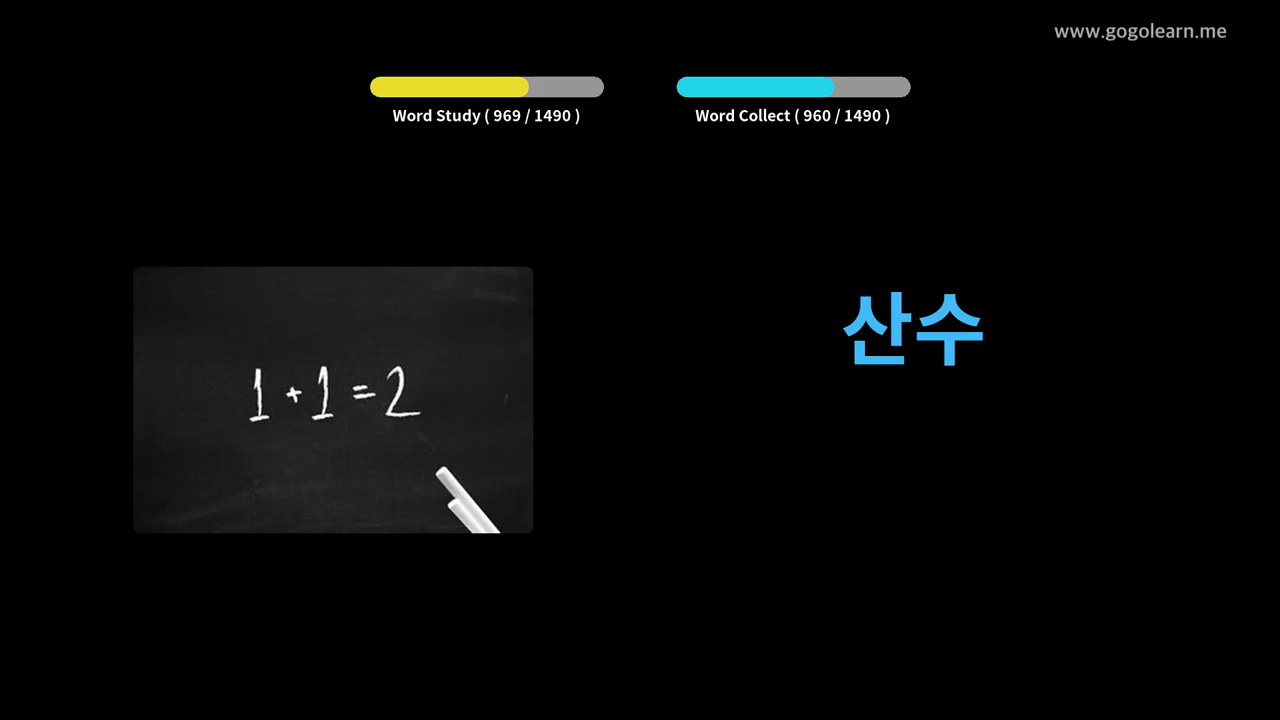 www.gogolearn.me
Word Study ( 969 / 1490 )
Word Collect ( 960 / 1490 )
1 + 1 = 2
산수